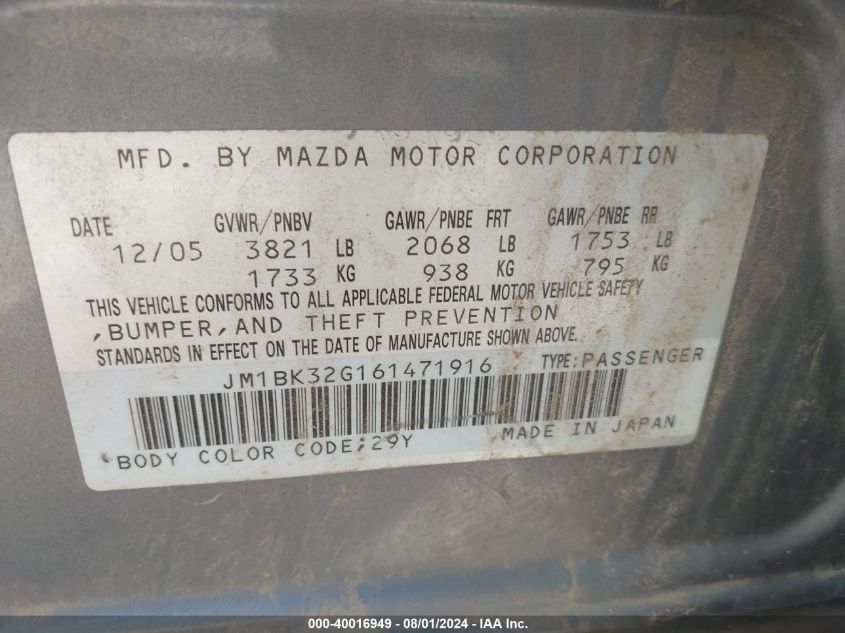 MFD. BY MAZDA MOTOR CORPORATION
DATE GVWR/PNBV GAWR/PNBE FRT GAWR/PNBE RR
12/05 3821 LB 2068 LB 1753 LB
1733 KG 938 KG 795 KG
THIS VEHICLE CONFORMS TO ALL APPLICABLE FEDERAL MOTOR VEHICLE SAFETY
,BUMPER,AND THEFT PREVENTION
STANDARDS IN EFFECT ON THE DATE OF MANUFACTURE SHOWN ABOVE.
JM1BK32G161471916 TYPE:PASSENGER
BODY COLOR CODE;29Y MADE IN JAPAN
000-40016949 - 08/01/2024 - IAA Inc.